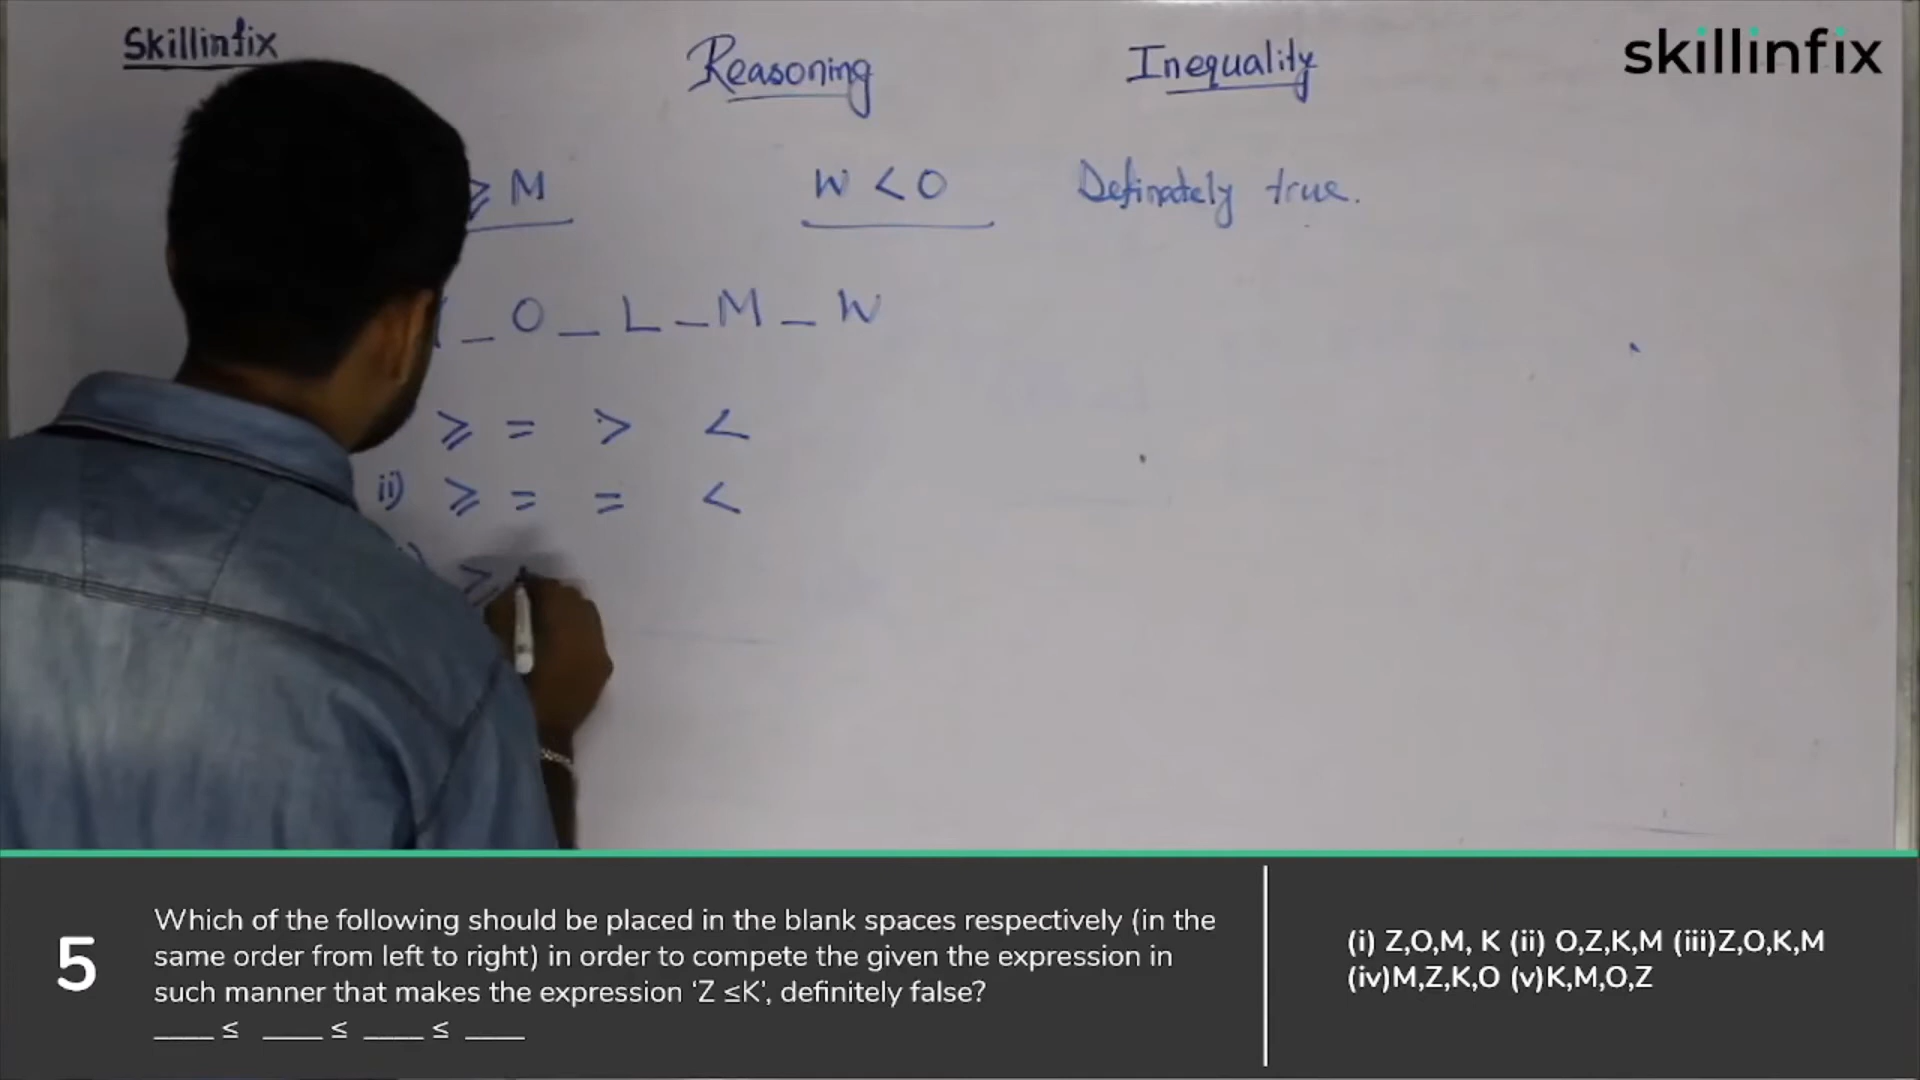 Skillinfix
Reasoning
Inequality
skillinfix
⩾ M
W < O
Definately true.
_ O _ L _ M _ W
⩾ = > <
ii) ⩾ = = <
⩾
5
Which of the following should be placed in the blank spaces respectively (in the
same order from left to right) in order to compete the given the expression in
such manner that makes the expression ‘Z ≤K’, definitely false?
____ ≤ ____ ≤ ____ ≤ ____
(i) Z,O,M, K (ii) O,Z,K,M (iii)Z,O,K,M
(iv)M,Z,K,O (v)K,M,O,Z